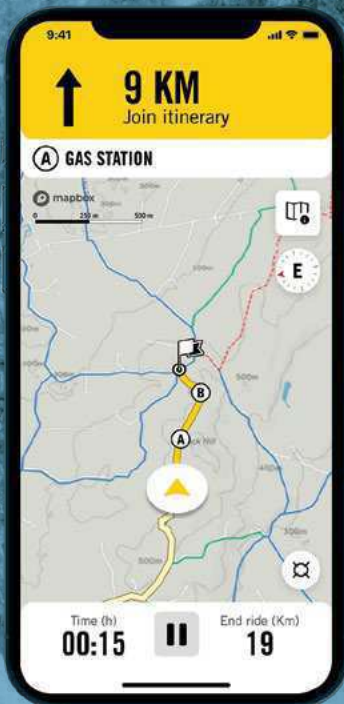 9:41
9 KM
Join itinerary
A GAS STATION
mapbox
0 250 m 500 m
E
500m
B
A
500m
Time (h)
00:15
End ride (Km)
19